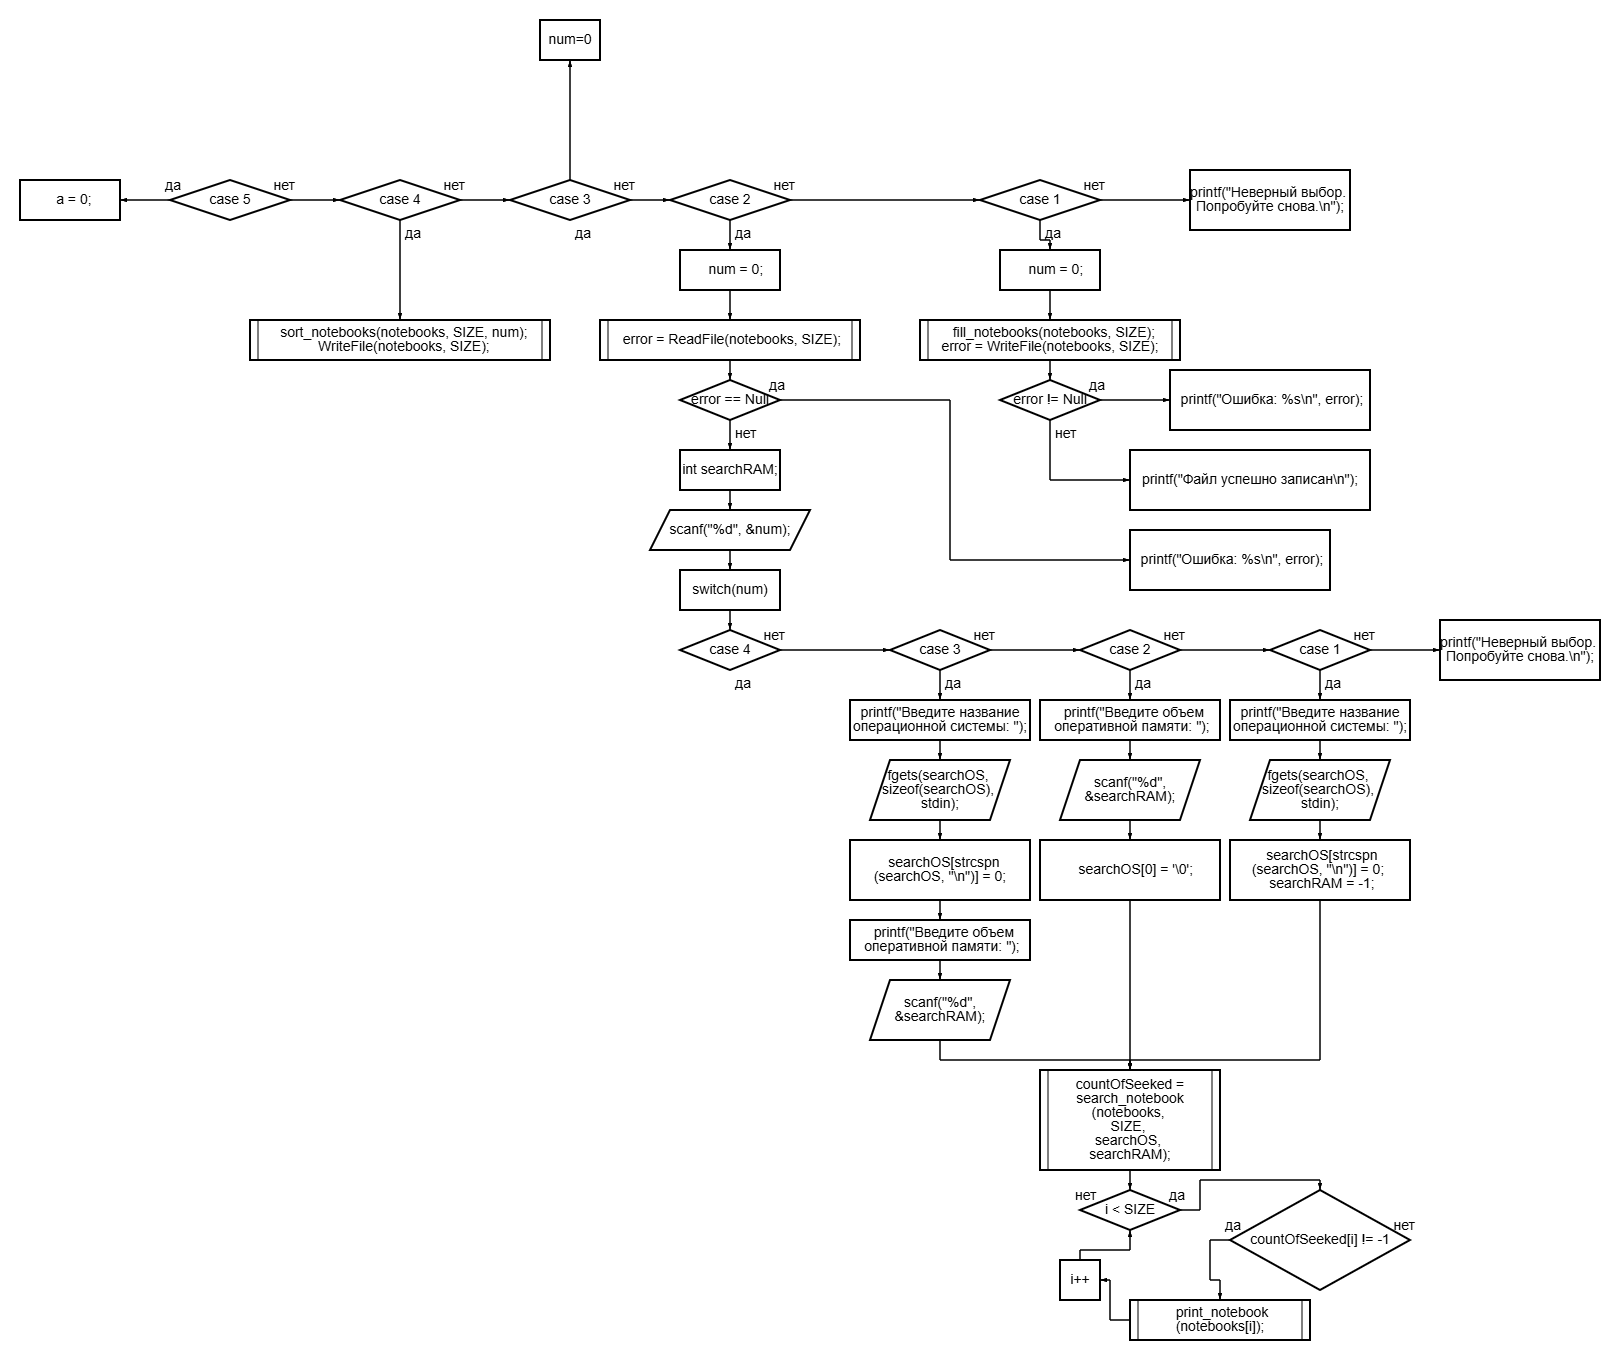 num=0
да
нет
нет
нет
нет
нет
a = 0;
case 5
case 4
case 3
case 2
case 1
printf("Неверный выбор.
Попробуйте снова.\n");
да
да
да
да
num = 0;
num = 0;
sort_notebooks(notebooks, SIZE, num);
WriteFile(notebooks, SIZE);
error = ReadFile(notebooks, SIZE);
fill_notebooks(notebooks, SIZE);
error = WriteFile(notebooks, SIZE);
да
да
error == Null
error != Null
printf("Ошибка: %s\n", error);
нет
нет
int searchRAM;
printf("Файл успешно записан\n");
scanf("%d", &num);
printf("Ошибка: %s\n", error);
switch(num)
нет
нет
нет
нет
case 4
case 3
case 2
case 1
printf("Неверный выбор.
Попробуйте снова.\n");
да
да
да
да
printf("Введите название
операционной системы: ");
printf("Введите объем
оперативной памяти: ");
printf("Введите название
операционной системы: ");
fgets(searchOS,
sizeof(searchOS),
stdin);
scanf("%d",
&searchRAM);
fgets(searchOS,
sizeof(searchOS),
stdin);
searchOS[strcspn
(searchOS, "\n")] = 0;
searchOS[0] = '\0';
searchOS[strcspn
(searchOS, "\n")] = 0;
searchRAM = -1;
printf("Введите объем
оперативной памяти: ");
scanf("%d",
&searchRAM);
countOfSeeked =
search_notebook
(notebooks,
SIZE,
searchOS,
searchRAM);
нет
да
i < SIZE
да
нет
countOfSeeked[i] != -1
i++
print_notebook
(notebooks[i]);